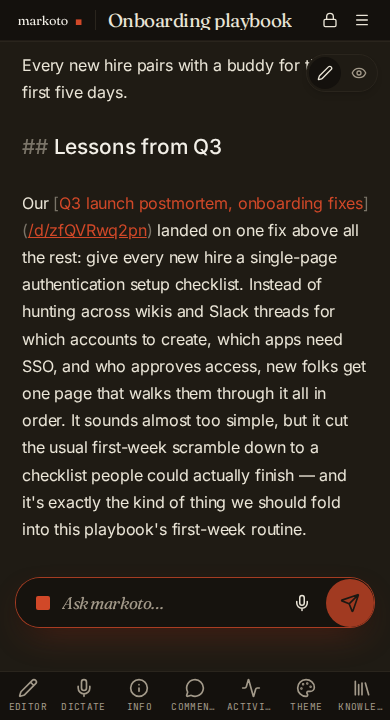 markoto
Onboarding playbook
Every new hire pairs with a buddy for
first five days.
## Lessons from Q3
Our [Q3 launch postmortem, onboarding fixes]
(/d/zfQVRwq2pn) landed on one fix above all
the rest: give every new hire a single-page
authentication setup checklist. Instead of
hunting across wikis and Slack threads for
which accounts to create, which apps need
SSO, and who approves access, new folks get
one page that walks them through it all in
order. It sounds almost too simple, but it cut
the usual first-week scramble down to a
checklist people could actually finish — and
it's exactly the kind of thing we should fold
into this playbook's first-week routine.
Ask markoto...
EDITOR DICTATE INFO COMMEN… ACTIVI… THEME KNOWLE…